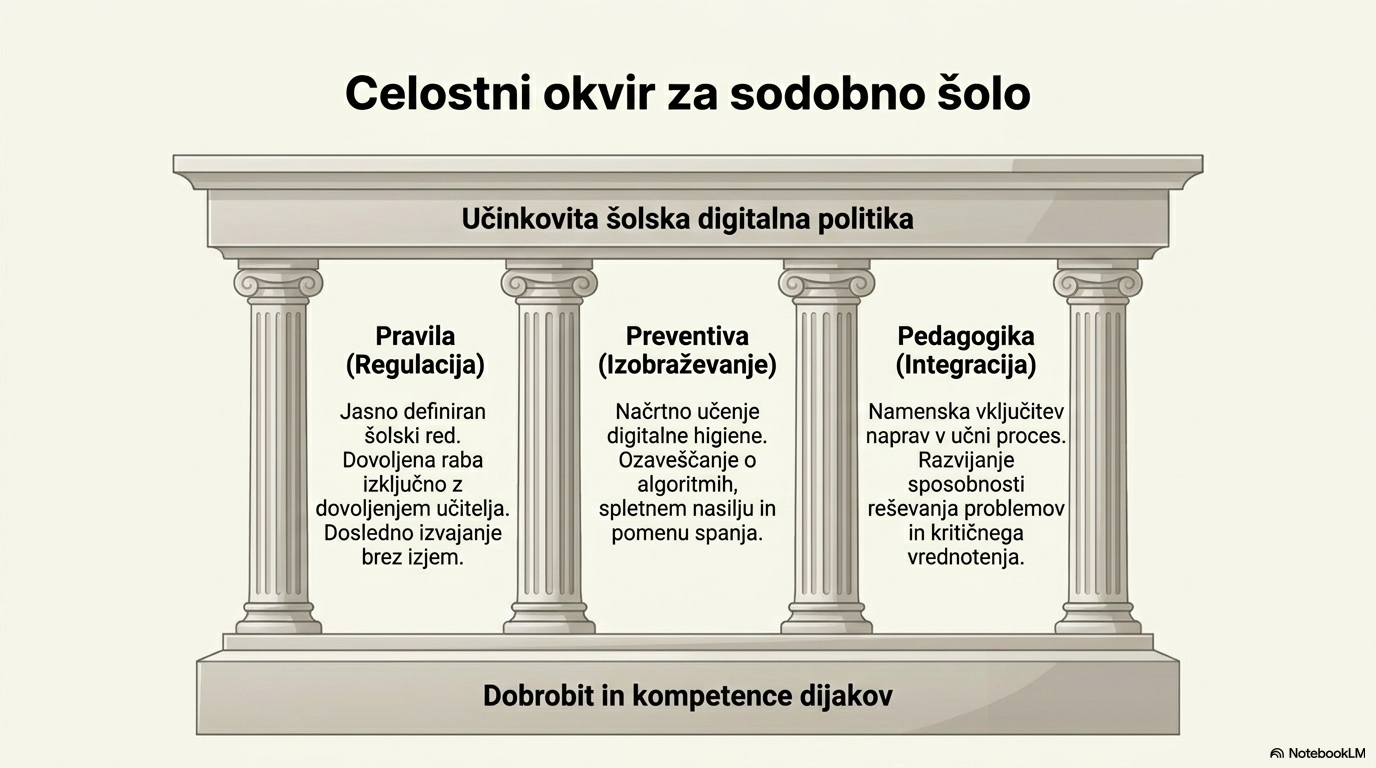 Celostni okvir za sodobno šolo
Učinkovita šolska digitalna politika
Pravila
(Regulacija)
Jasno definiran
šolski red.
Dovoljena raba
izključno z
dovoljenjem učitelja.
Dosledno izvajanje
brez izjem.
Preventiva
(Izobraževanje)
Načrtno učenje
digitalne higiene.
Ozaveščanje o
algoritmih,
spletnem nasilju in
pomenu spanja.
Pedagogika
(Integracija)
Namenska vključitev
naprav v učni proces.
Razvijanje
sposobnosti
reševanja problemov
in kritičnega
vrednotenja.
Dobrobit in kompetence dijakov
NotebookLM